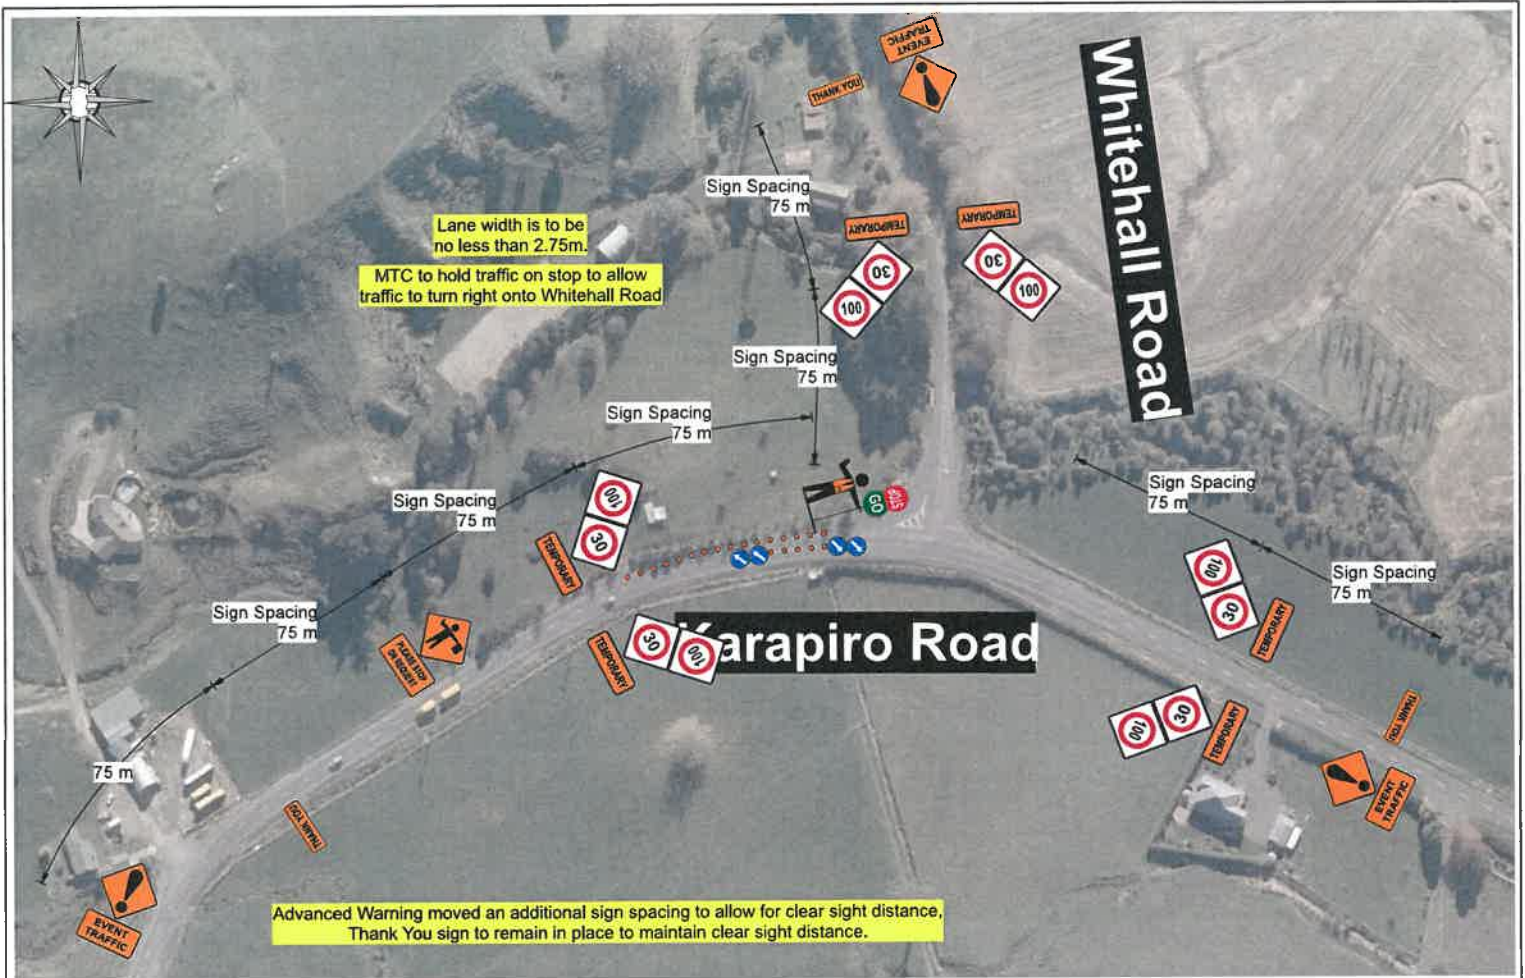 EVENT
TRAFFIC
THANK YOU
Whitehall Road
Sign Spacing
75 m
Lane width is to be
no less than 2.75m.
MTC to hold traffic on stop to allow
traffic to turn right onto Whitehall Road
TEMPORARY
30
100
TEMPORARY
30
100
Sign Spacing
75 m
Sign Spacing
75 m
Sign Spacing
75 m
100
30
TEMPORARY
GO
STOP
Sign Spacing
75 m
Sign Spacing
75 m
100
30
TEMPORARY
Sign Spacing
75 m
PLEASE STOP
ON REQUEST
TEMPORARY
30
100
Karapiro Road
100
30
TEMPORARY
THANK YOU
EVENT
TRAFFIC
75 m
THANK YOU
EVENT
TRAFFIC
Advanced Warning moved an additional sign spacing to allow for clear sight distance,
Thank You sign to remain in place to maintain clear sight distance.